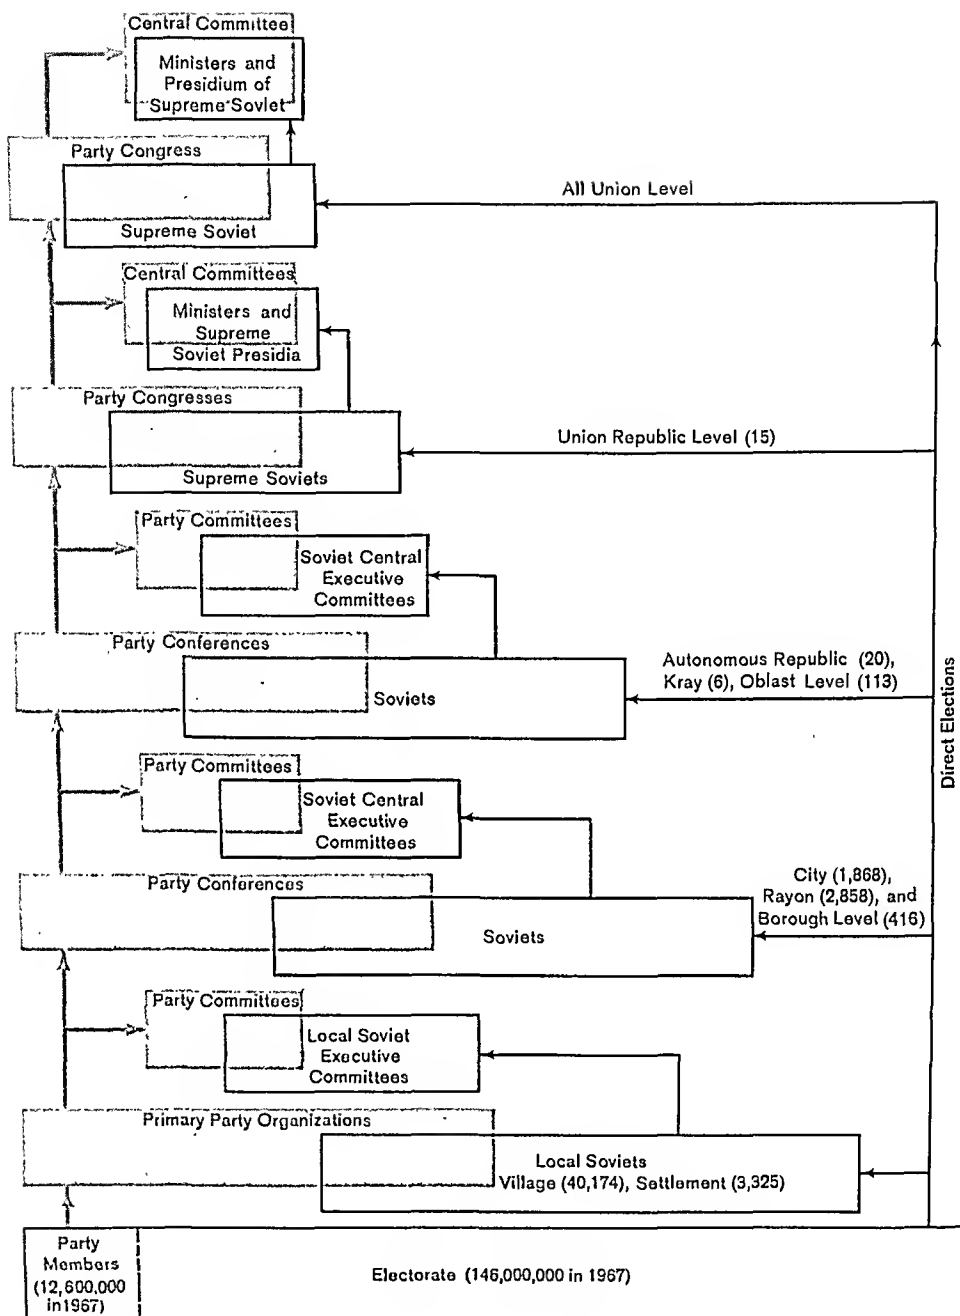 Central Committee
Ministers and
Presidium of
Supreme Soviet
Party Congress
All Union Level
Supreme Soviet
Central Committees
Ministers and
Supreme
Soviet Presidia
Party Congresses
Union Republic Level (15)
Supreme Soviets
Party Committees
Soviet Central
Executive
Committees
Party Conferences
Autonomous Republic (20),
Kray (6), Oblast Level (113)
Soviets
Direct Elections
Party Committees
Soviet Central
Executive
Committees
Party Conferences
City (1,868),
Rayon (2,858), and
Borough Level (416)
Soviets
Party Committees
Local Soviet
Executive
Committees
Primary Party Organizations
Local Soviets
Village (40,174), Settlement (3,325)
Party
Members
(12,600,000
in 1967)
Electorate (146,000,000 in 1967)